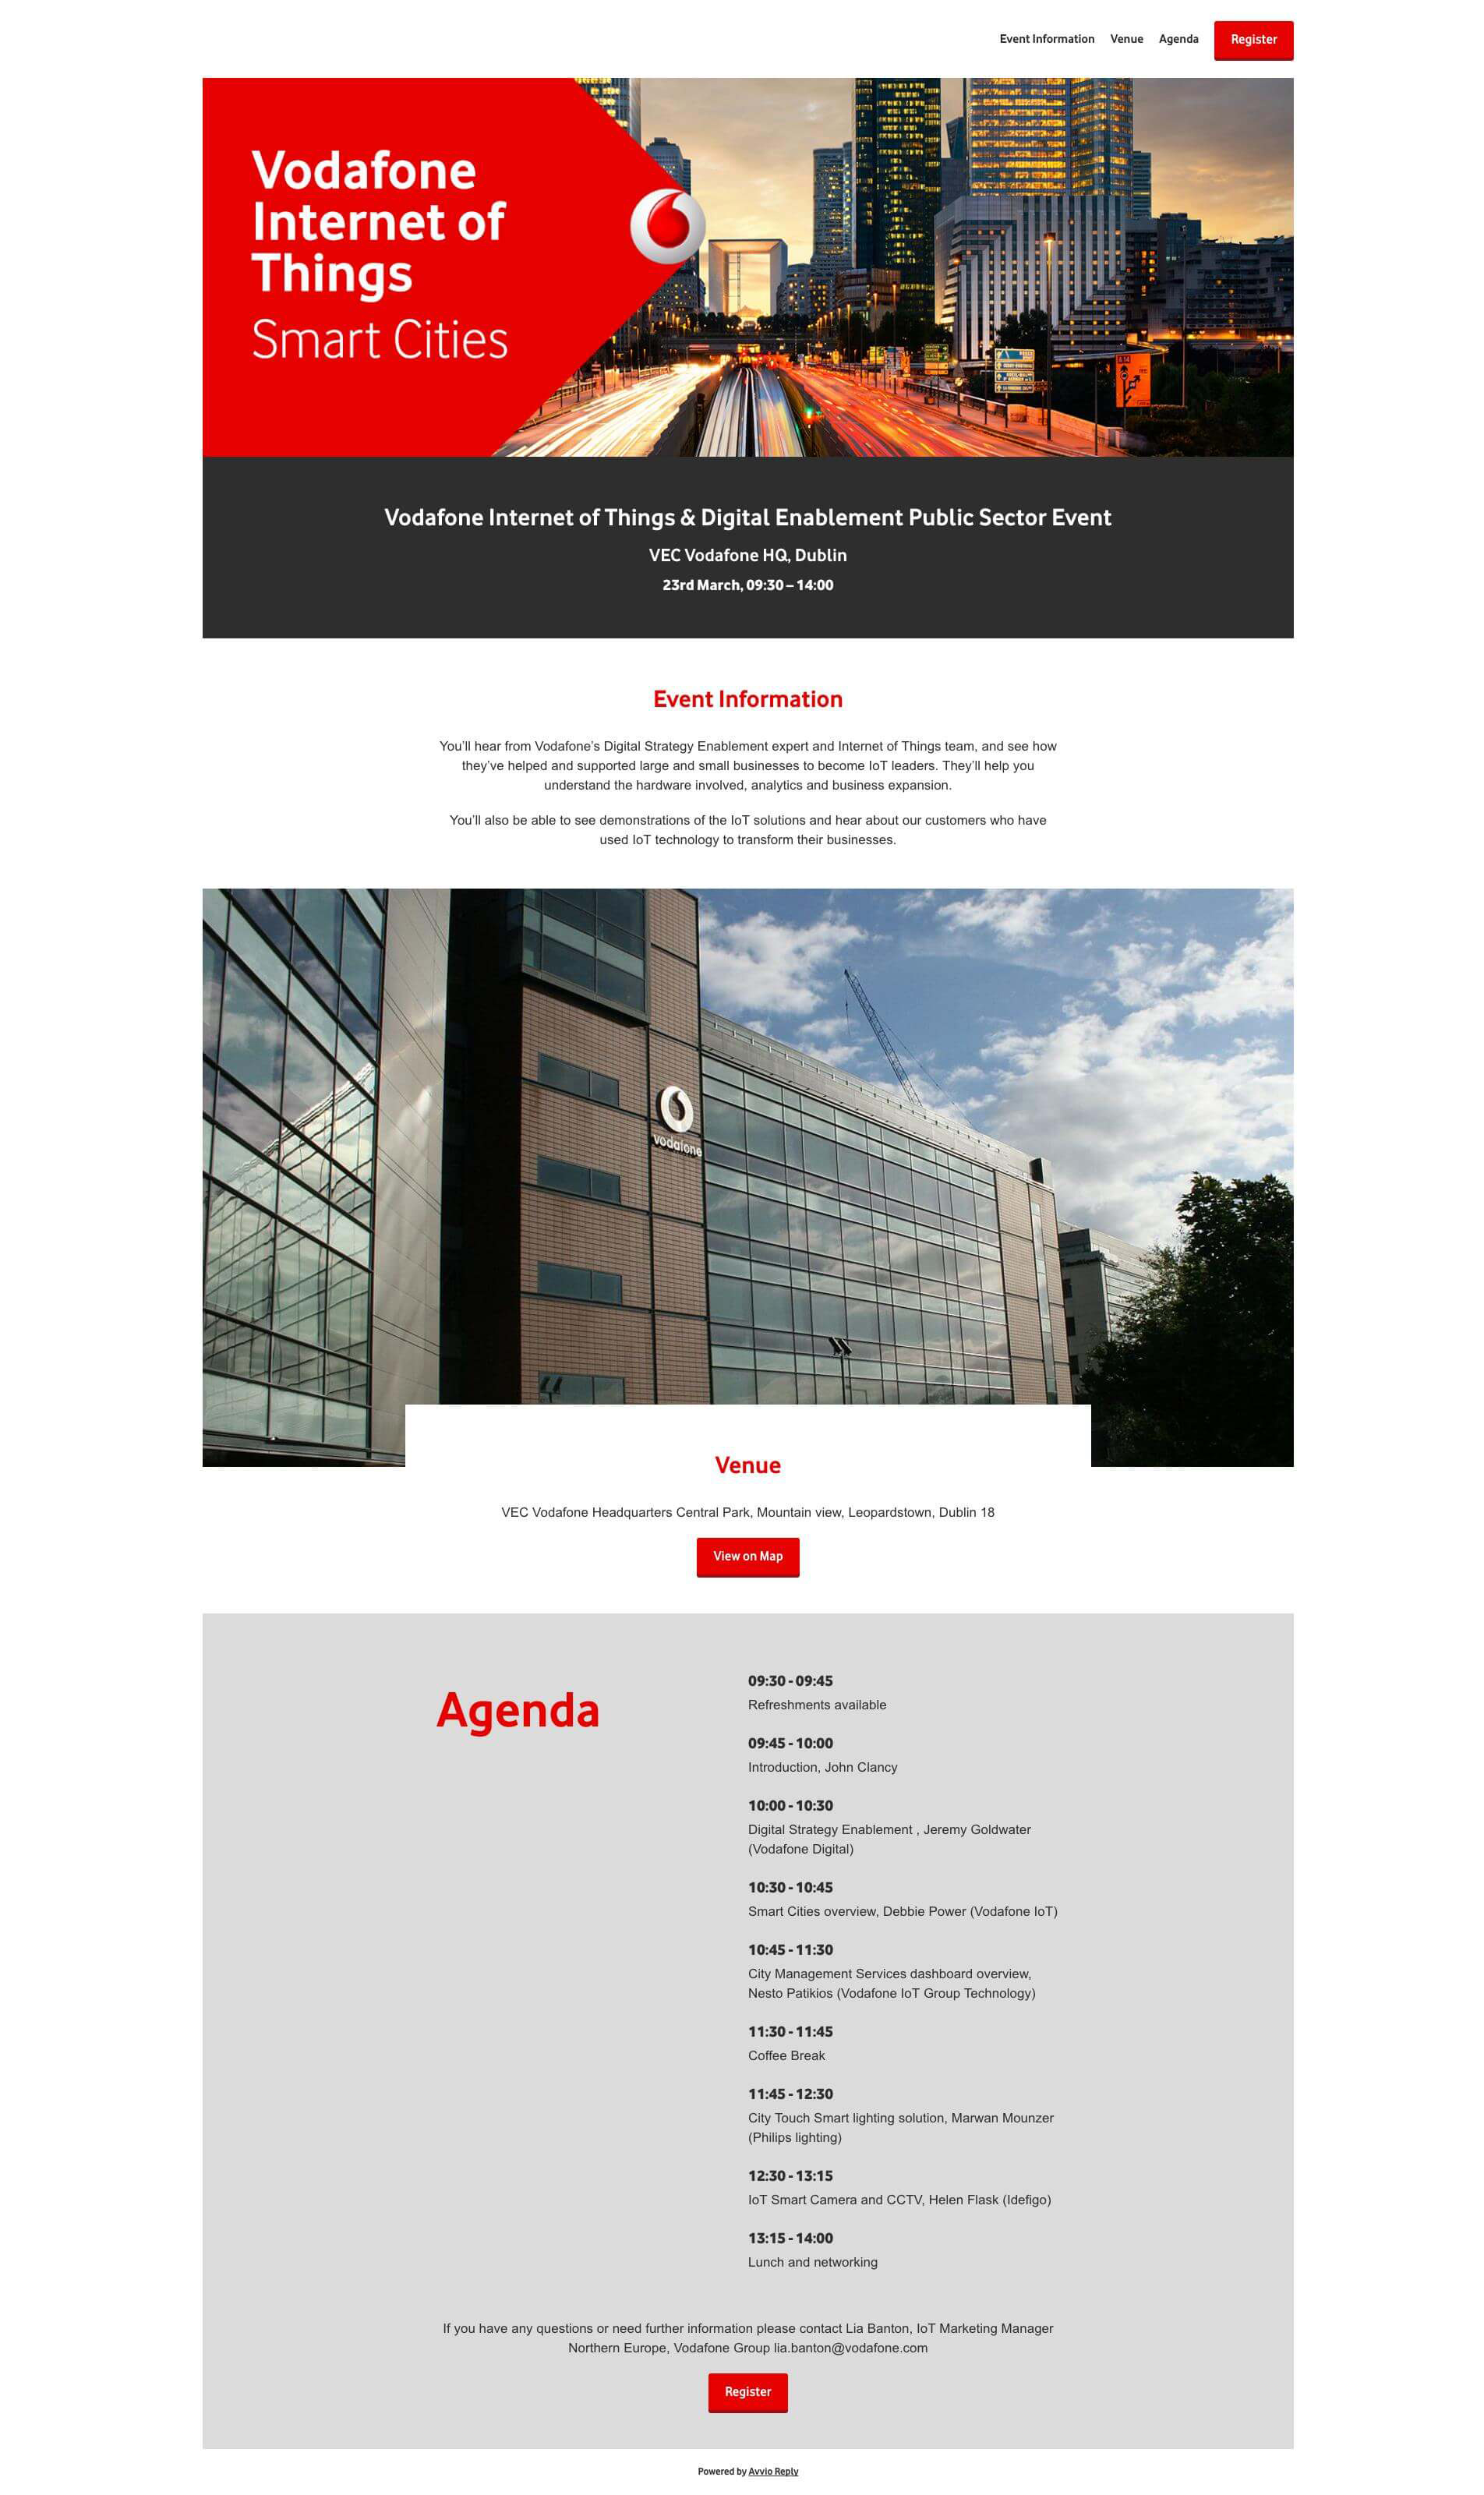 Event Information
Venue
Agenda
Register
Vodafone
Internet of
Things
Smart Cities
Vodafone Internet of Things & Digital Enablement Public Sector Event
VEC Vodafone HQ, Dublin
23rd March, 09:30 – 14:00
Event Information
You'll hear from Vodafone's Digital Strategy Enablement expert and Internet of Things team, and see how
they've helped and supported large and small businesses to become IoT leaders. They'll help you
understand the hardware involved, analytics and business expansion.
You'll also be able to see demonstrations of the IoT solutions and hear about our customers who have
used IoT technology to transform their businesses.
vodafone
Venue
VEC Vodafone Headquarters Central Park, Mountain view, Leopardstown, Dublin 18
View on Map
Agenda
09:30 - 09:45
Refreshments available
09:45 - 10:00
Introduction, John Clancy
10:00 - 10:30
Digital Strategy Enablement , Jeremy Goldwater
(Vodafone Digital)
10:30 - 10:45
Smart Cities overview, Debbie Power (Vodafone IoT)
10:45 - 11:30
City Management Services dashboard overview,
Nesto Patikios (Vodafone IoT Group Technology)
11:30 - 11:45
Coffee Break
11:45 - 12:30
City Touch Smart lighting solution, Marwan Mounzer
(Philips lighting)
12:30 - 13:15
IoT Smart Camera and CCTV, Helen Flask (Idefigo)
13:15 - 14:00
Lunch and networking
If you have any questions or need further information please contact Lia Banton, IoT Marketing Manager
Northern Europe, Vodafone Group lia.banton@vodafone.com
Register
Powered by Avvio Reply